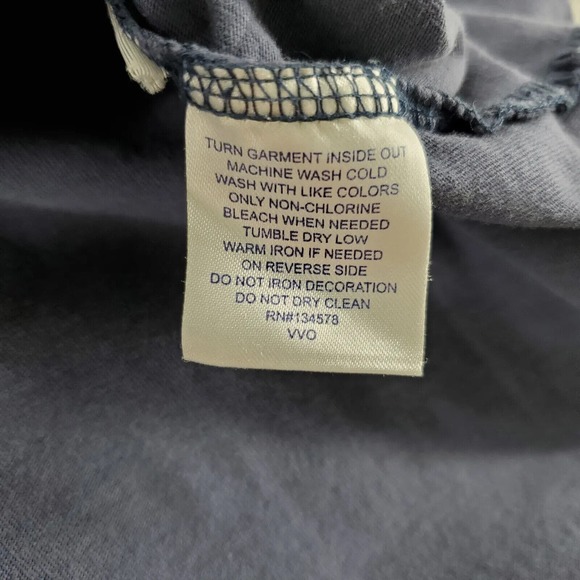 TURN GARMENT INSIDE OUT
MACHINE WASH COLD
WASH WITH LIKE COLORS
ONLY NON-CHLORINE
BLEACH WHEN NEEDED
TUMBLE DRY LOW
WARM IRON IF NEEDED
ON REVERSE SIDE
DO NOT IRON DECORATION
DO NOT DRY CLEAN
RN#134578
VVO